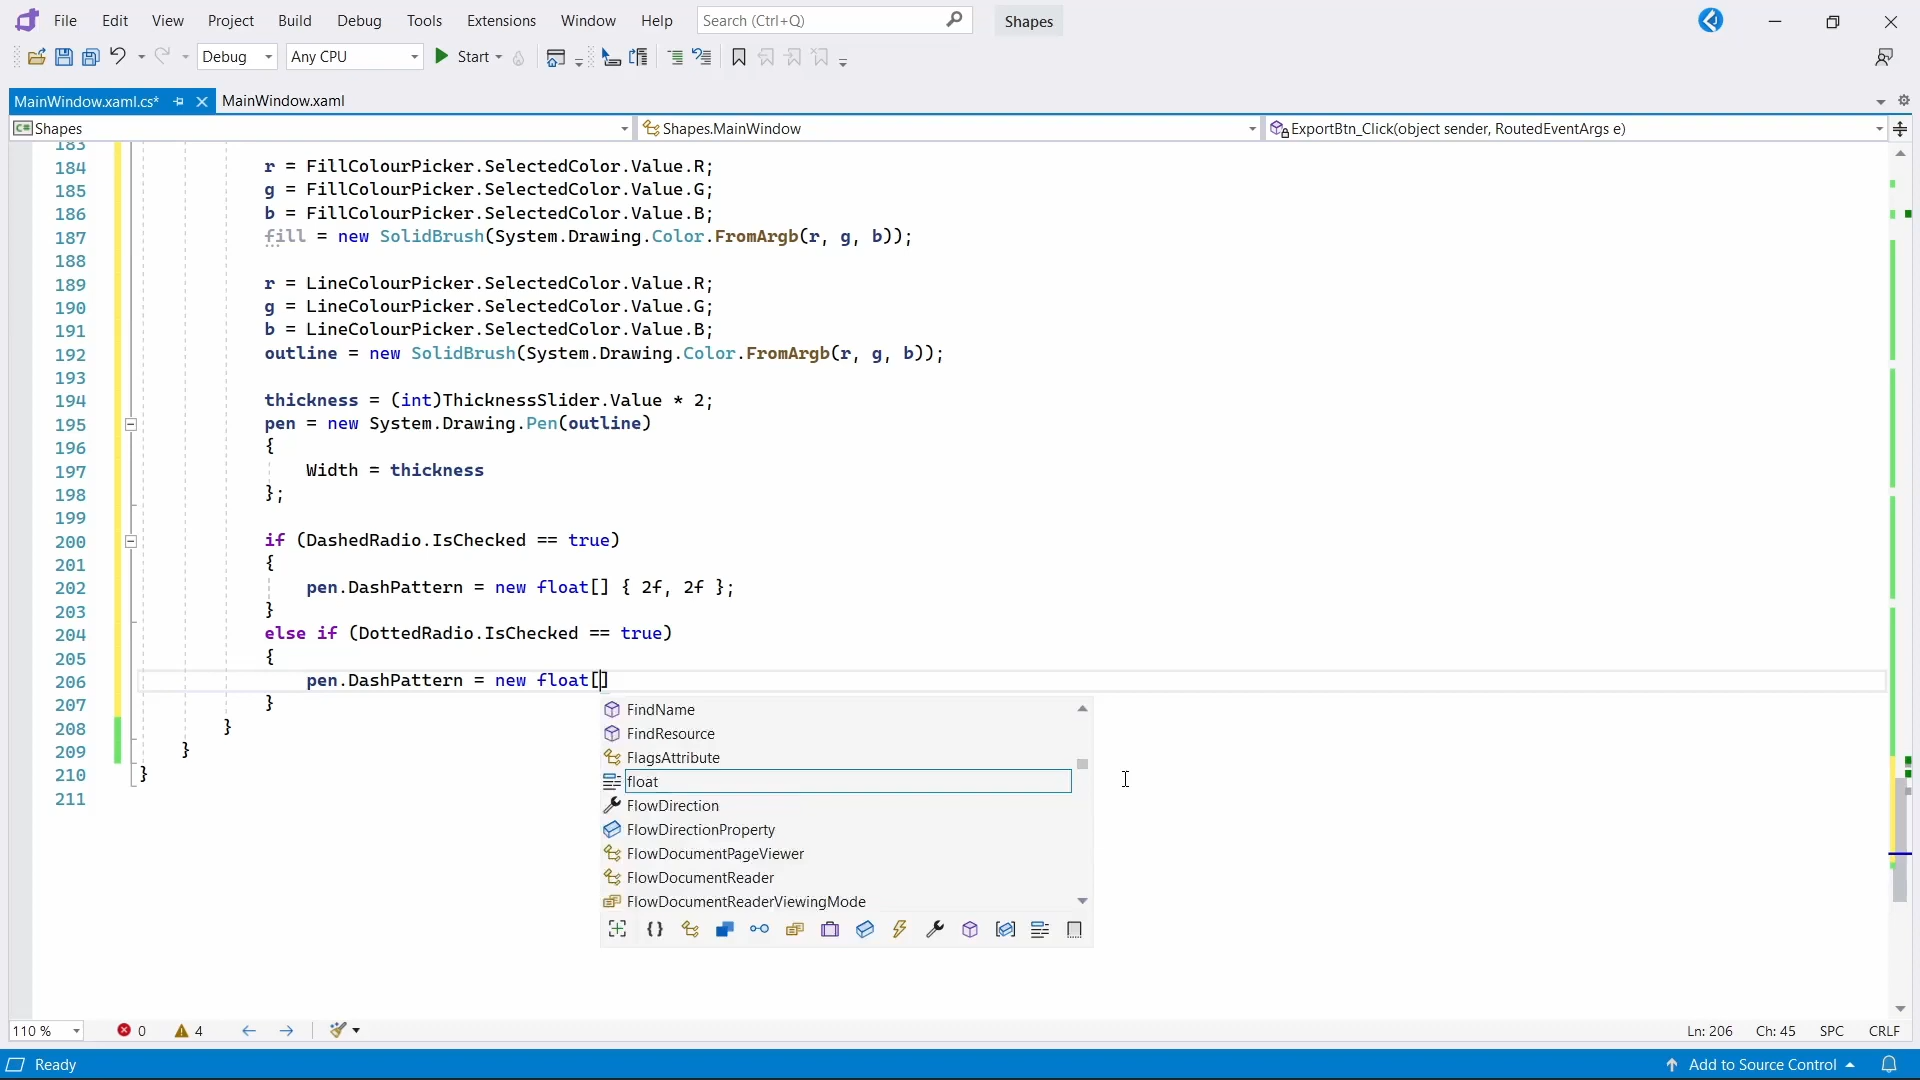 File Edit View Project Build Debug Tools Extensions Window Help Search (Ctrl+Q) Shapes
Debug Any CPU Start
MainWindow.xaml.cs* MainWindow.xaml
C# Shapes Shapes.MainWindow ExportBtn_Click(object sender, RoutedEventArgs e)
183
184 r = FillColourPicker.SelectedColor.Value.R;
185 g = FillColourPicker.SelectedColor.Value.G;
186 b = FillColourPicker.SelectedColor.Value.B;
187 fill = new SolidBrush(System.Drawing.Color.FromArgb(r, g, b));
188
189 r = LineColourPicker.SelectedColor.Value.R;
190 g = LineColourPicker.SelectedColor.Value.G;
191 b = LineColourPicker.SelectedColor.Value.B;
192 outline = new SolidBrush(System.Drawing.Color.FromArgb(r, g, b));
193
194 thickness = (int)ThicknessSlider.Value * 2;
195 pen = new System.Drawing.Pen(outline)
196 {
197 Width = thickness
198 };
199
200 if (DashedRadio.IsChecked == true)
201 {
202 pen.DashPattern = new float[] { 2f, 2f };
203 }
204 else if (DottedRadio.IsChecked == true)
205 {
206 pen.DashPattern = new float[]
207 }
208 }
209 }
210 }
211
FindName
FindResource
FlagsAttribute
float
FlowDirection
FlowDirectionProperty
FlowDocumentPageViewer
FlowDocumentReader
FlowDocumentReaderViewingMode
110 % 0 4 Ln: 206 Ch: 45 SPC CRLF
Ready Add to Source Control